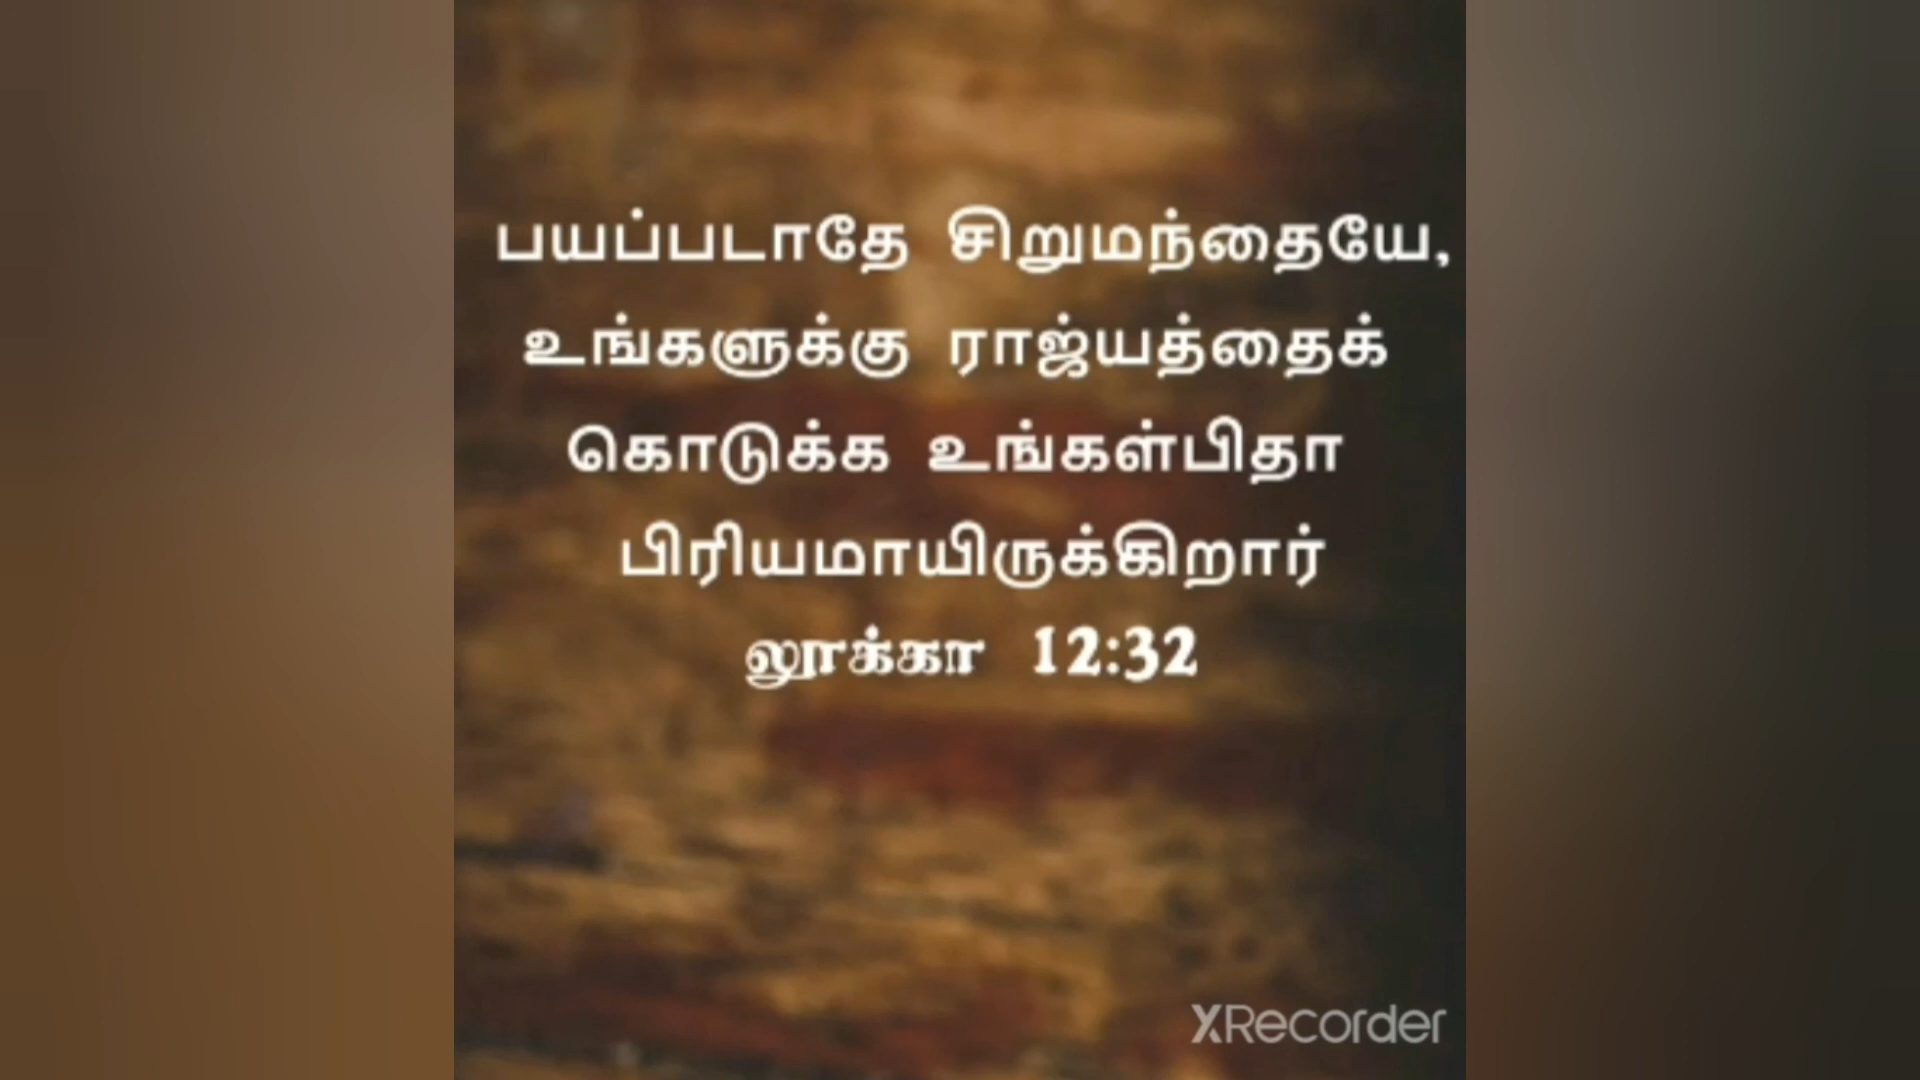 பயப்படாதே சிறுமந்தையே,
உங்களுக்கு ராஜ்யத்தைக்
கொடுக்க உங்கள்பிதா
பிரியமாயிருக்கிறார்
லூக்கா 12:32
XRecorder